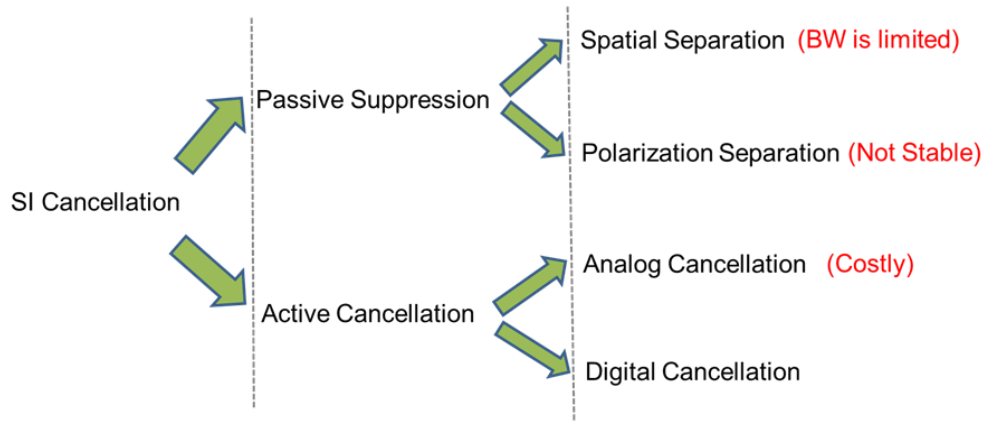 Spatial Separation (BW is limited)
Passive Suppression
Polarization Separation (Not Stable)
SI Cancellation
Analog Cancellation (Costly)
Active Cancellation
Digital Cancellation